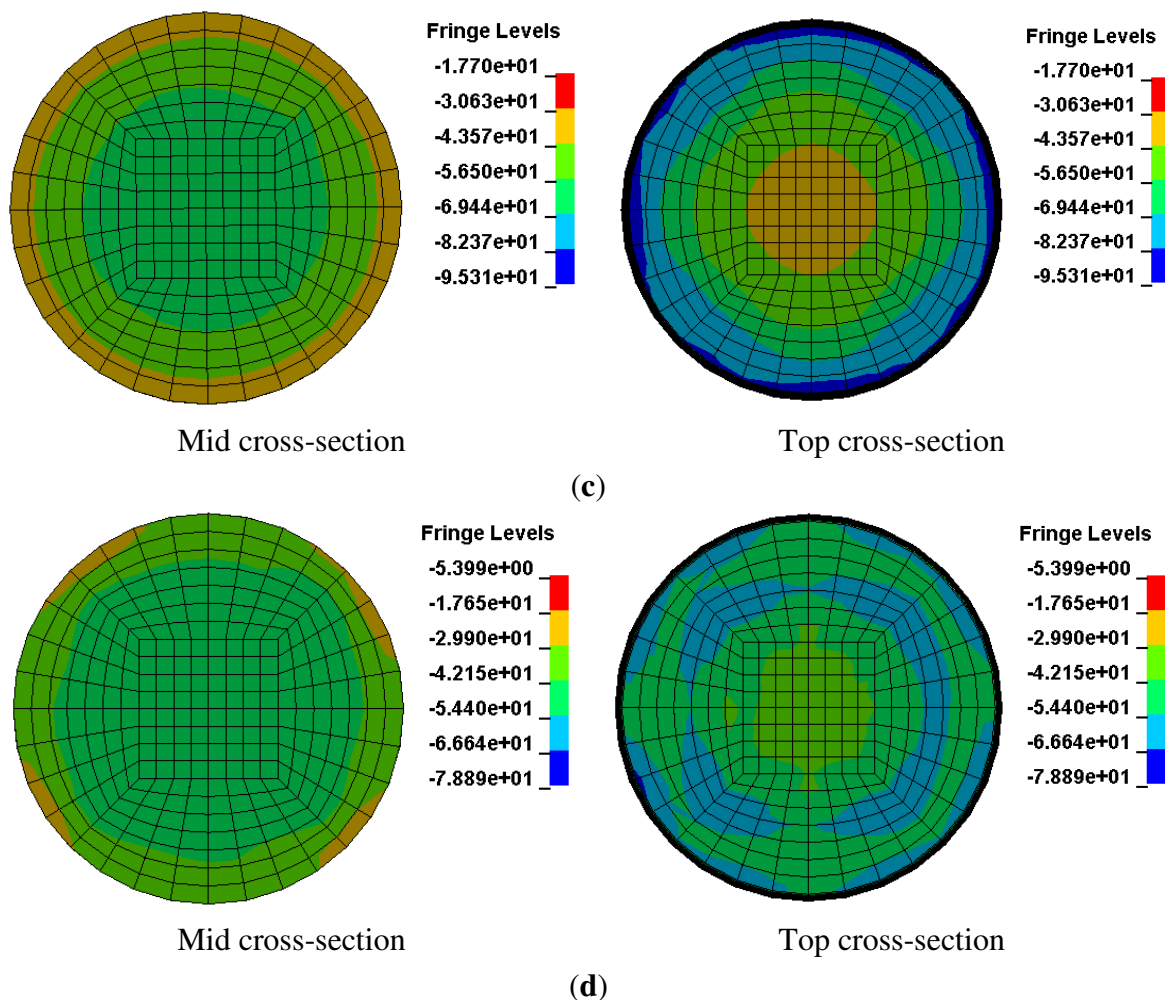 Fringe Levels
-1.770e+01
-3.063e+01
-4.357e+01
-5.650e+01
-6.944e+01
-8.237e+01
-9.531e+01
Mid cross-section
Fringe Levels
-1.770e+01
-3.063e+01
-4.357e+01
-5.650e+01
-6.944e+01
-8.237e+01
-9.531e+01
Top cross-section
(c)
Fringe Levels
-5.399e+00
-1.765e+01
-2.990e+01
-4.215e+01
-5.440e+01
-6.664e+01
-7.889e+01
Mid cross-section
Fringe Levels
-5.399e+00
-1.765e+01
-2.990e+01
-4.215e+01
-5.440e+01
-6.664e+01
-7.889e+01
Top cross-section
(d)